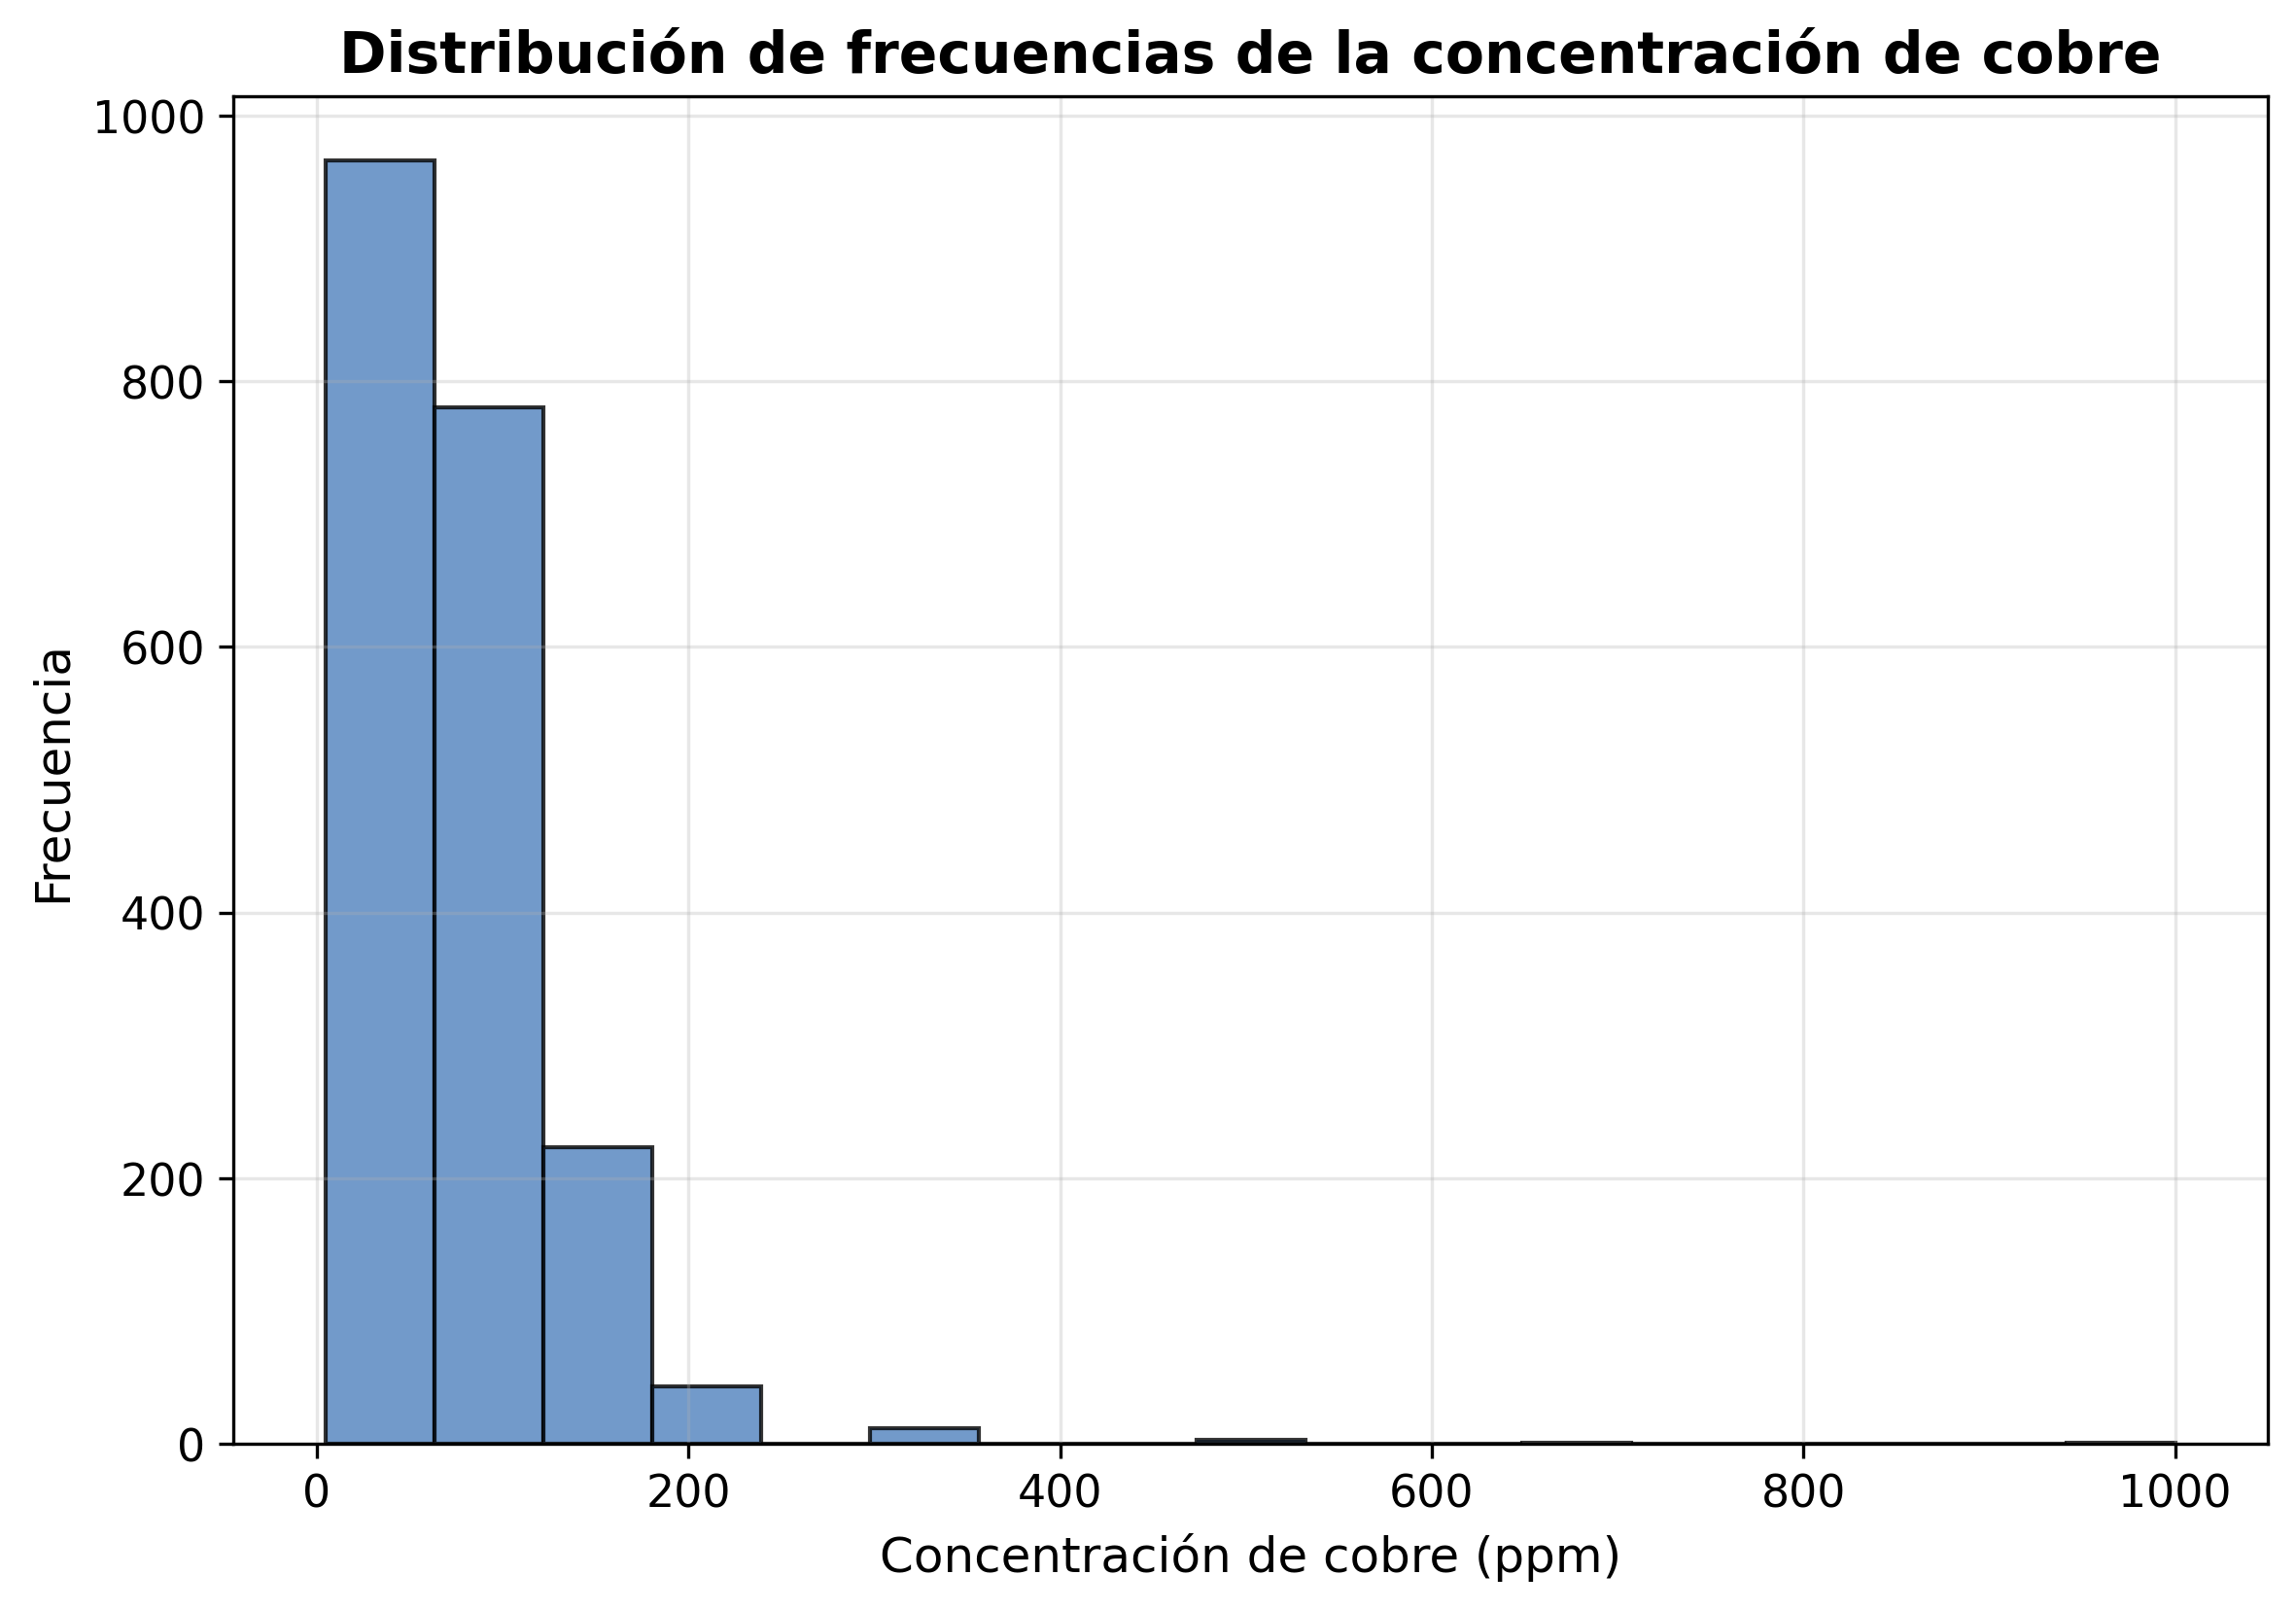 Distribución de frecuencias de la concentración de cobre
1000
800
600
400
200
0
Frecuencia
0 200 400 600 800 1000
Concentración de cobre (ppm)